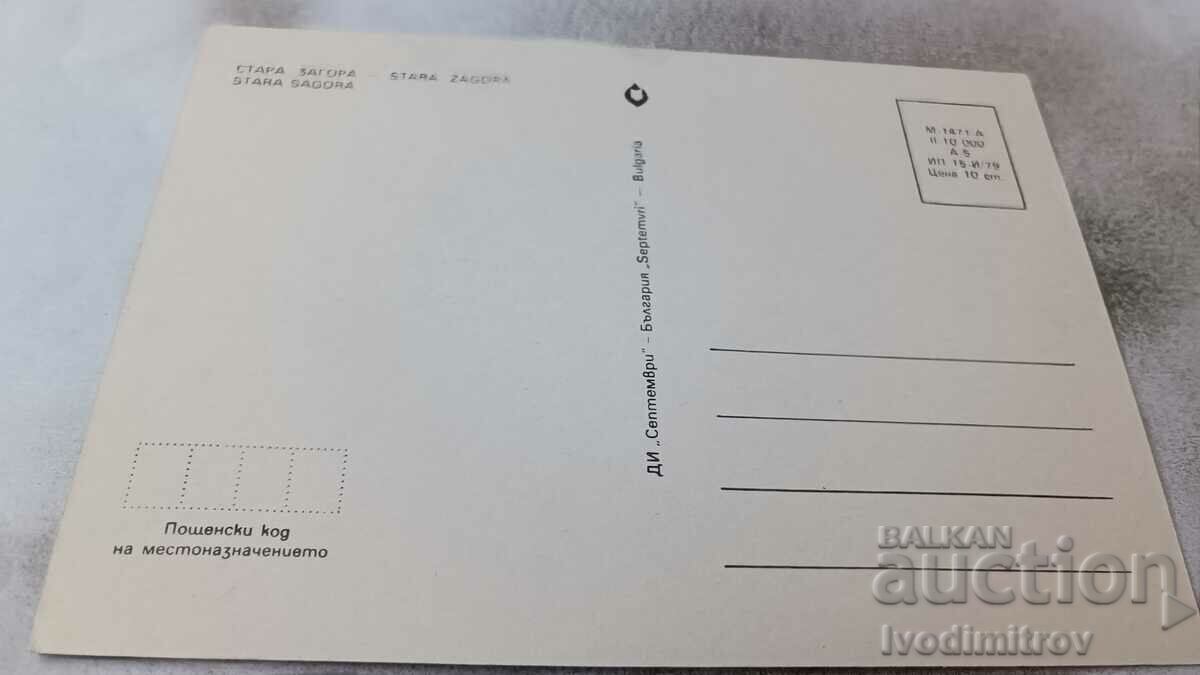 СТАРА ЗАГОРА - STARA ZAGORA
STARA SAGORA
ДИ „Септември" - България „Septemvri" - Bulgaria
М 1471 А
II 10 000
А 5
ИП 15-И/79
Цена 10 ст.
Пощенски код
на местоназначението
BALKAN
auction
Ivodimitrov